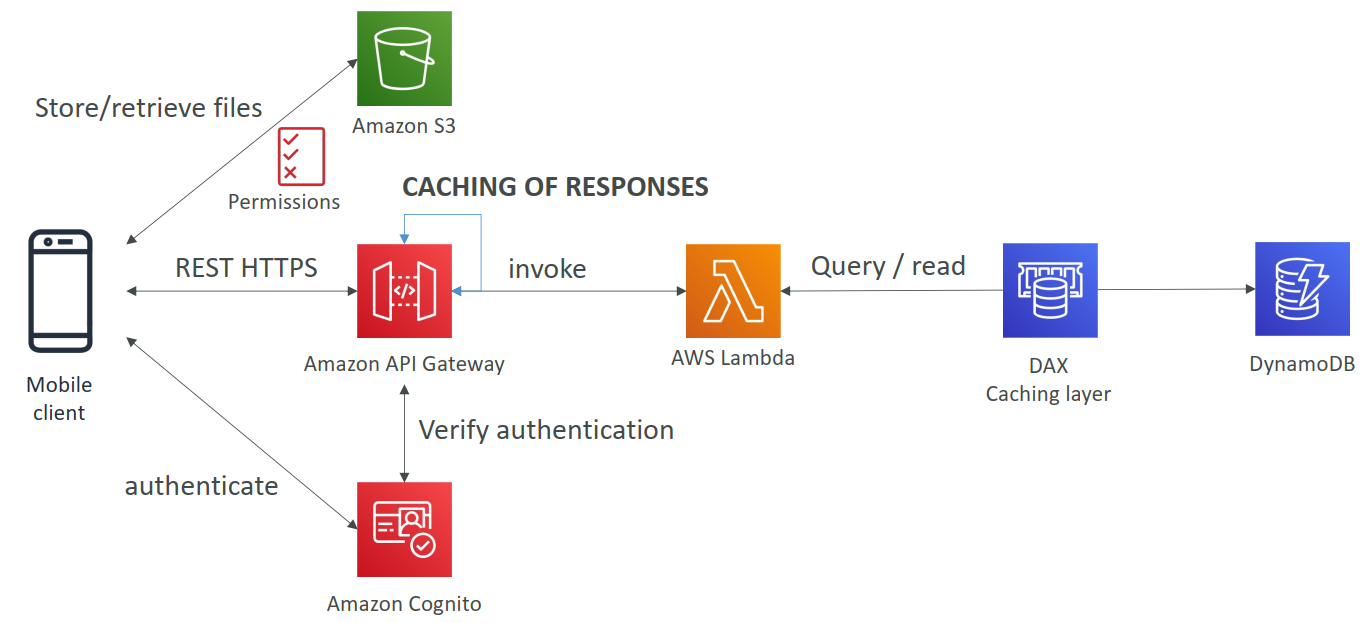 Store/retrieve files
Amazon S3
Permissions
CACHING OF RESPONSES
REST HTTPS
invoke
Query / read
</>
Amazon API Gateway
AWS Lambda
DAX
Caching layer
DynamoDB
Mobile
client
Verify authentication
authenticate
Amazon Cognito